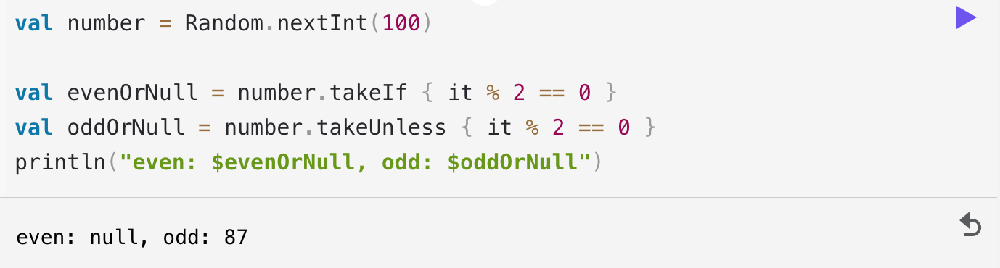 val number = Random.nextInt(100)
val evenOrNull = number.takeIf { it % 2 == 0 }
val oddOrNull = number.takeUnless { it % 2 == 0 }
println("even: $evenOrNull, odd: $oddOrNull")
even: null, odd: 87